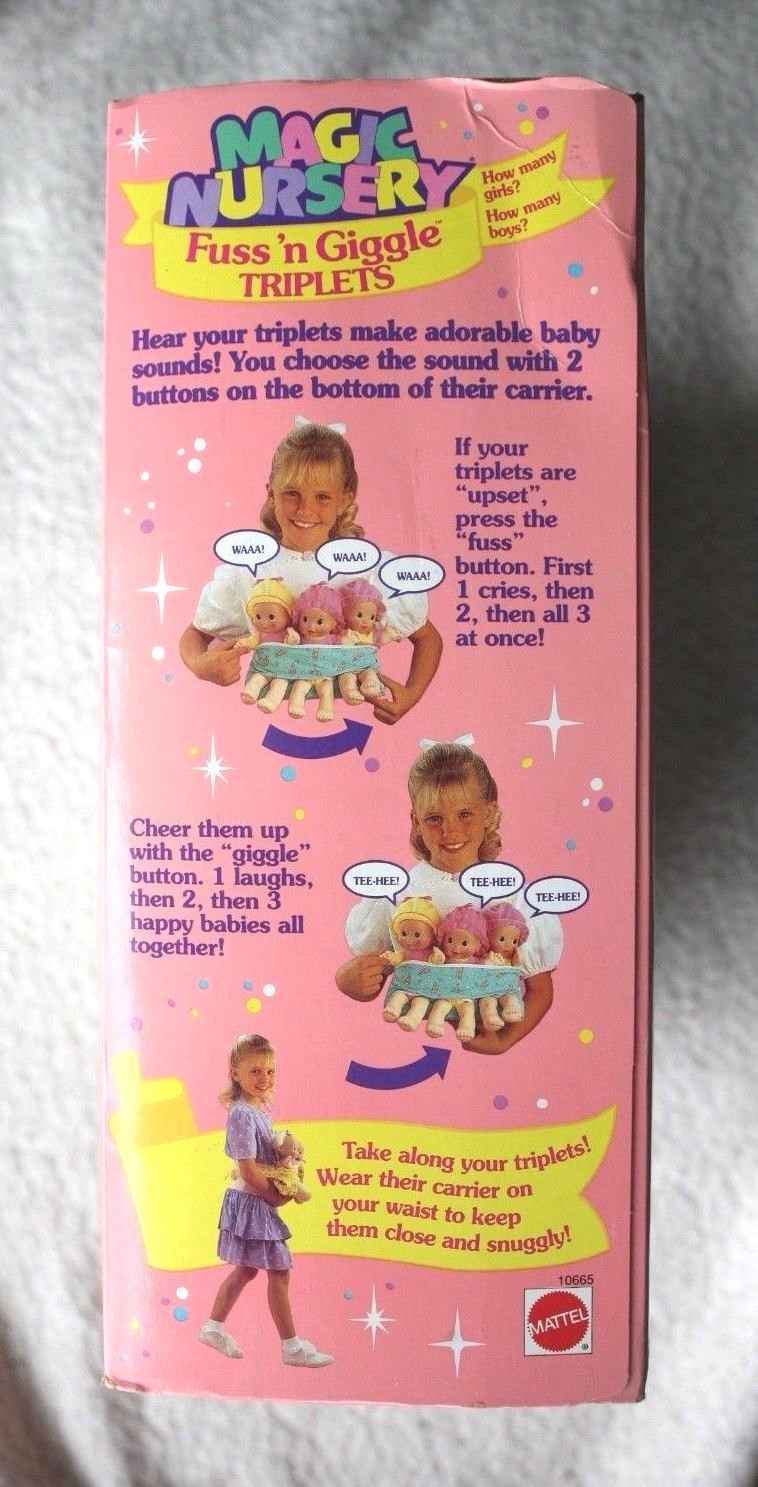 MAGIC
NURSERY®
Fuss 'n Giggle™
TRIPLETS
How many
girls?
How many
boys?
Hear your triplets make adorable baby
sounds! You choose the sound with 2
buttons on the bottom of their carrier.
If your
triplets are
“upset”,
press the
“fuss”
button. First
1 cries, then
2, then all 3
at once!
WAAA!
WAAA!
WAAA!
Cheer them up
with the “giggle”
button. 1 laughs,
then 2, then 3
happy babies all
together!
TEE-HEE!
TEE-HEE!
TEE-HEE!
Take along your triplets!
Wear their carrier on
your waist to keep
them close and snuggly!
10665
MATTEL
®